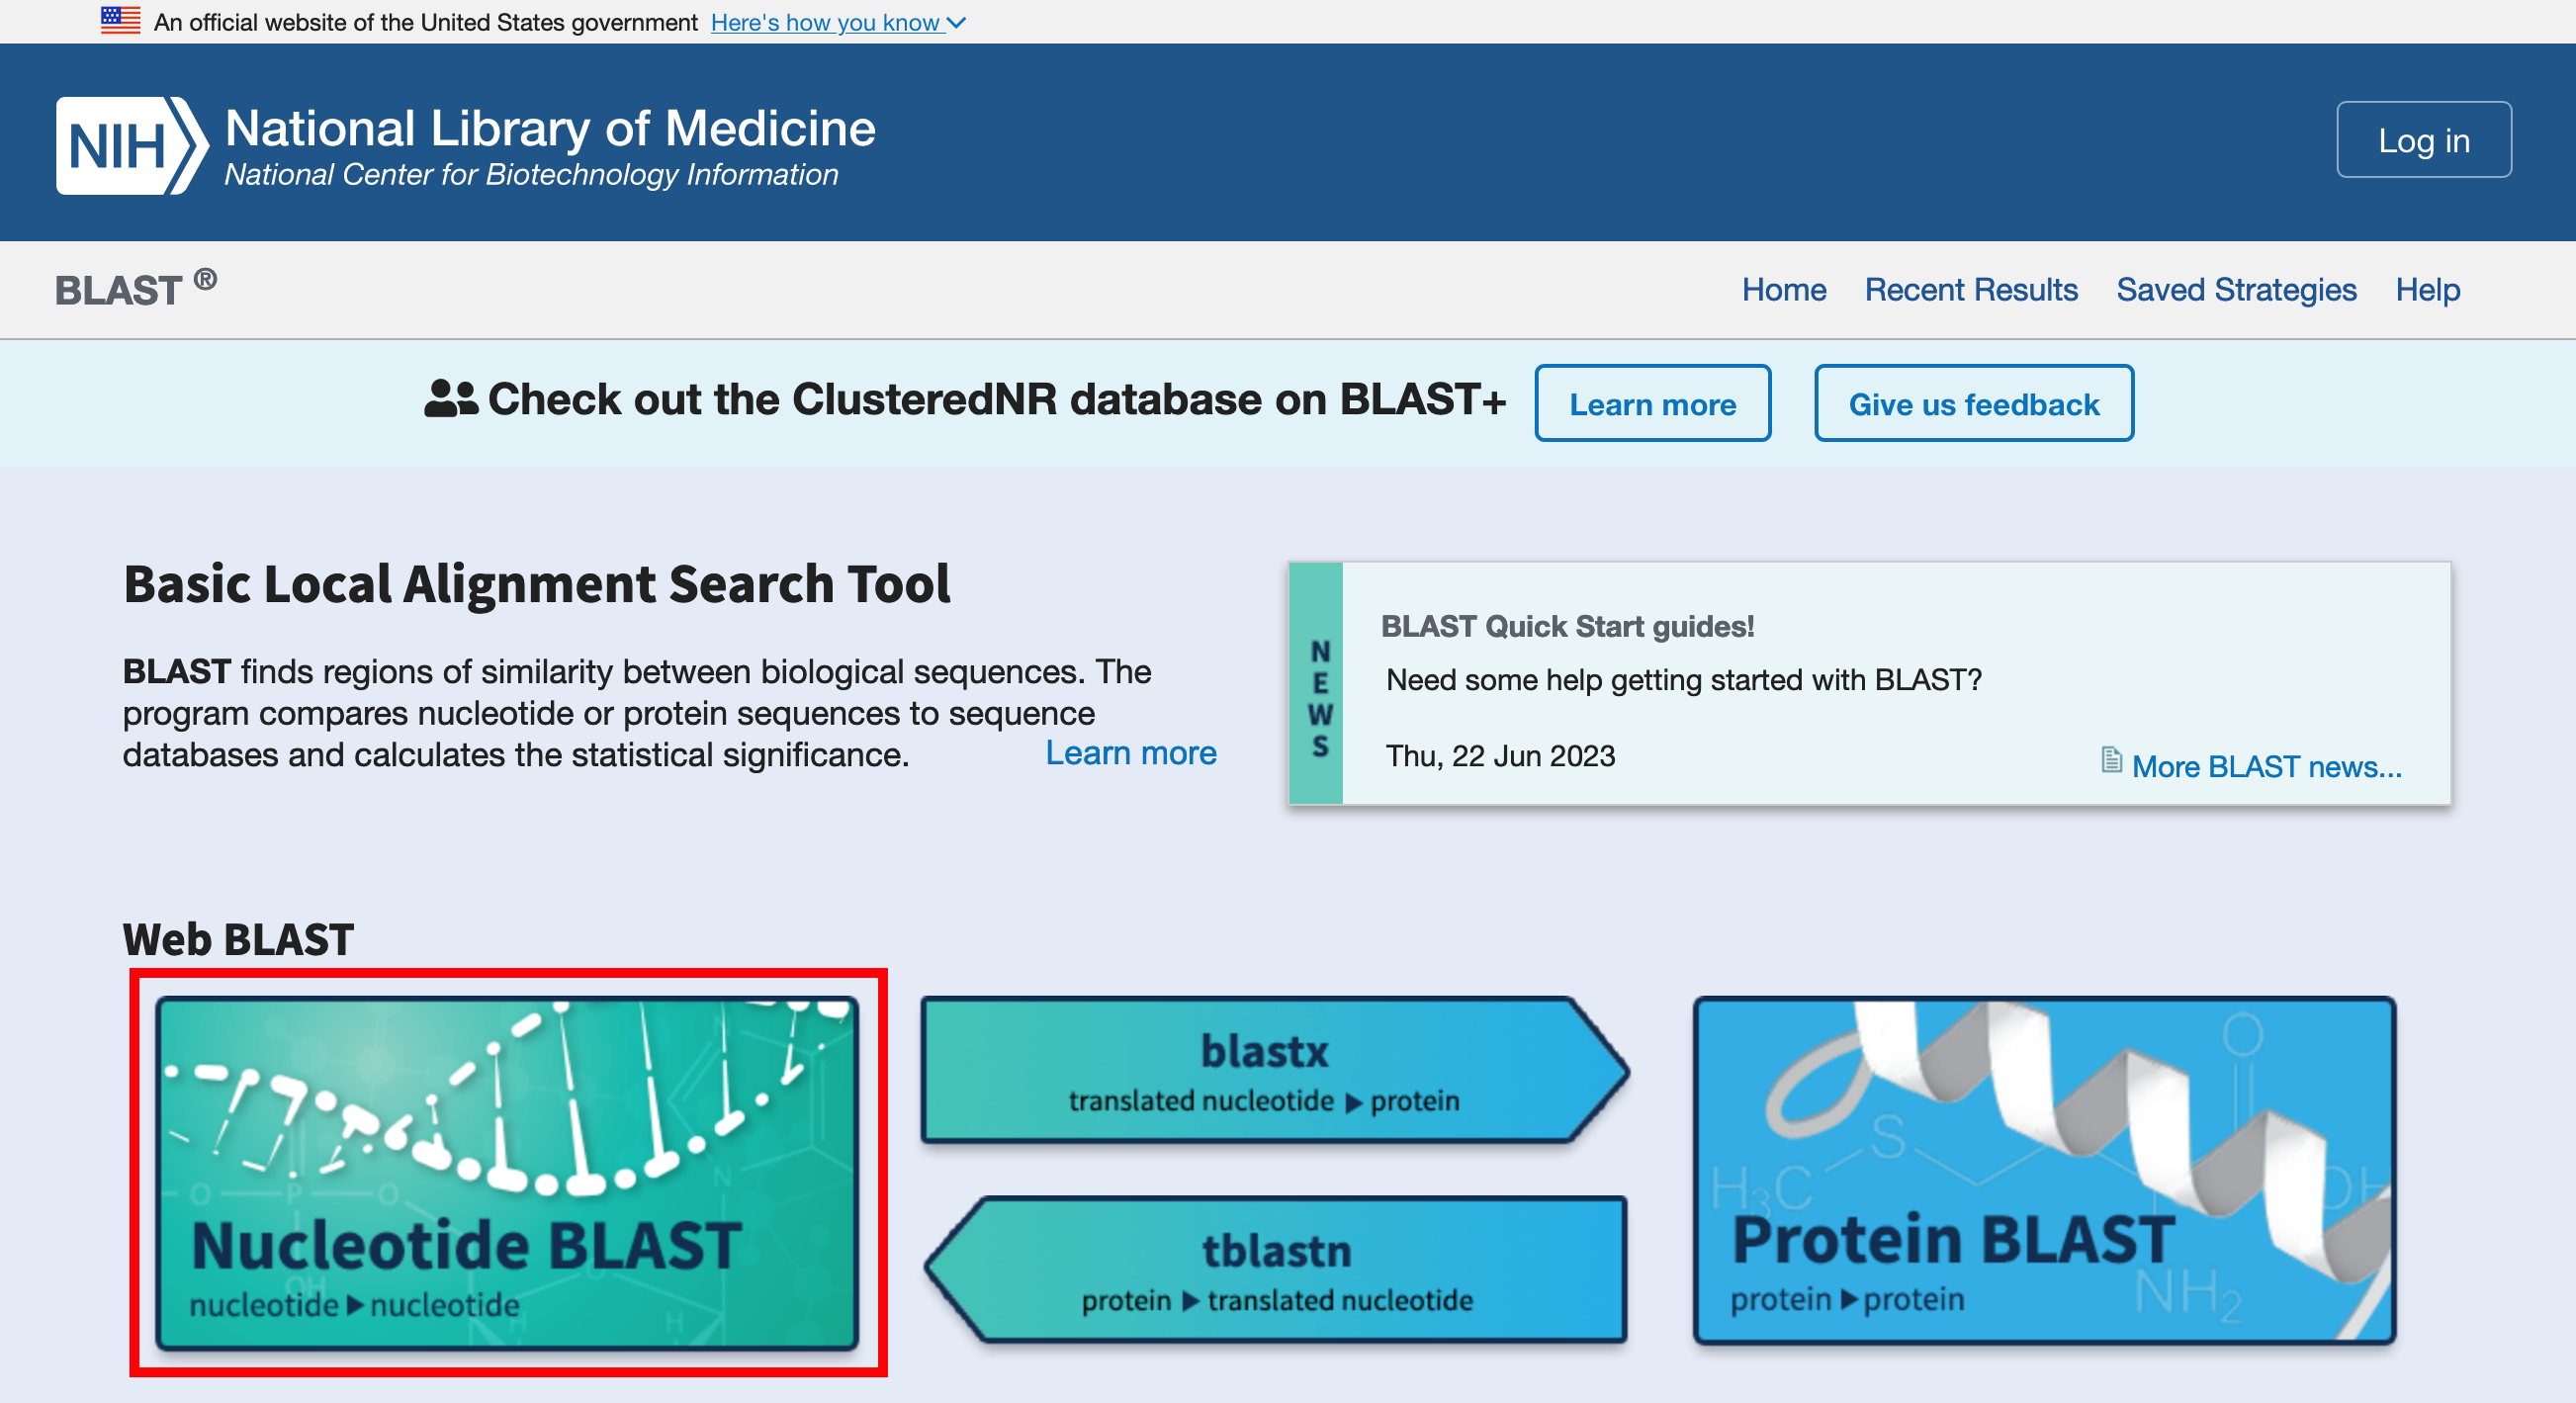 An official website of the United States government Here's how you know
NIH National Library of Medicine
National Center for Biotechnology Information
Log in
BLAST ®
Home Recent Results Saved Strategies Help
Check out the ClusteredNR database on BLAST+ Learn more Give us feedback
Basic Local Alignment Search Tool
BLAST finds regions of similarity between biological sequences. The
program compares nucleotide or protein sequences to sequence
databases and calculates the statistical significance. Learn more
NEWS
BLAST Quick Start guides!
Need some help getting started with BLAST?
Thu, 22 Jun 2023
More BLAST news...
Web BLAST
O P O
OH
O
H H
N
N
Nucleotide BLAST
nucleotide ▶ nucleotide
blastx
translated nucleotide ▶ protein
tblastn
protein ▶ translated nucleotide
O
S
H3C
OH
NH2
Protein BLAST
protein ▶ protein